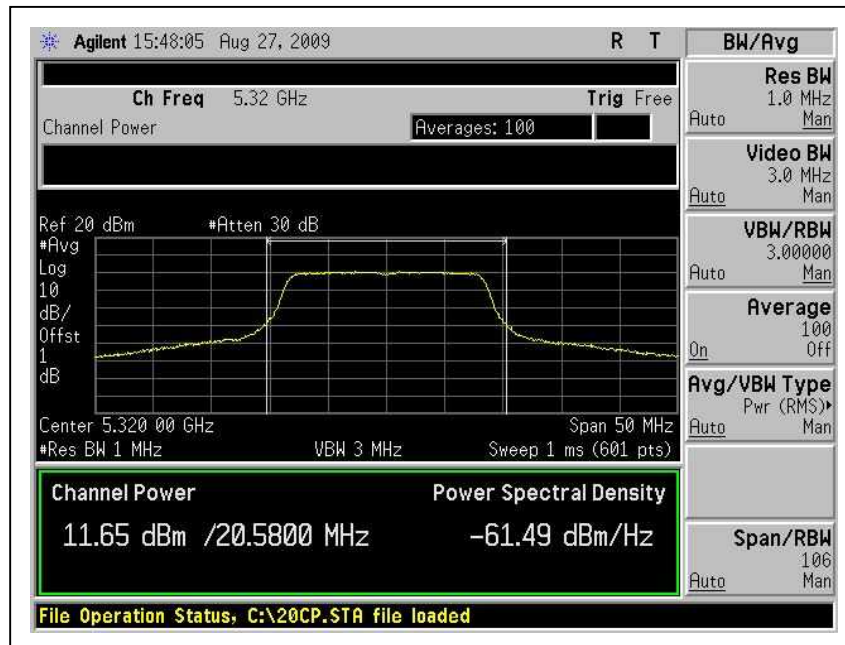 Agilent 15:48:05 Aug 27, 2009 R T
BW/Avg
Ch Freq 5.32 GHz Trig Free
Channel Power Averages: 100
Ref 20 dBm #Atten 30 dB
#Avg
Log
10
dB/
Offst
1
dB
Center 5.320 00 GHz Span 50 MHz
#Res BW 1 MHz VBW 3 MHz Sweep 1 ms (601 pts)
Channel Power Power Spectral Density
11.65 dBm /20.5800 MHz -61.49 dBm/Hz
File Operation Status, C:\20CP.STA file loaded
Res BW
1.0 MHz
Auto Man
Video BW
3.0 MHz
Auto Man
VBW/RBW
3.00000
Auto Man
Average
100
On Off
Avg/VBW Type
Pwr (RMS)▸
Auto Man
Span/RBW
106
Auto Man